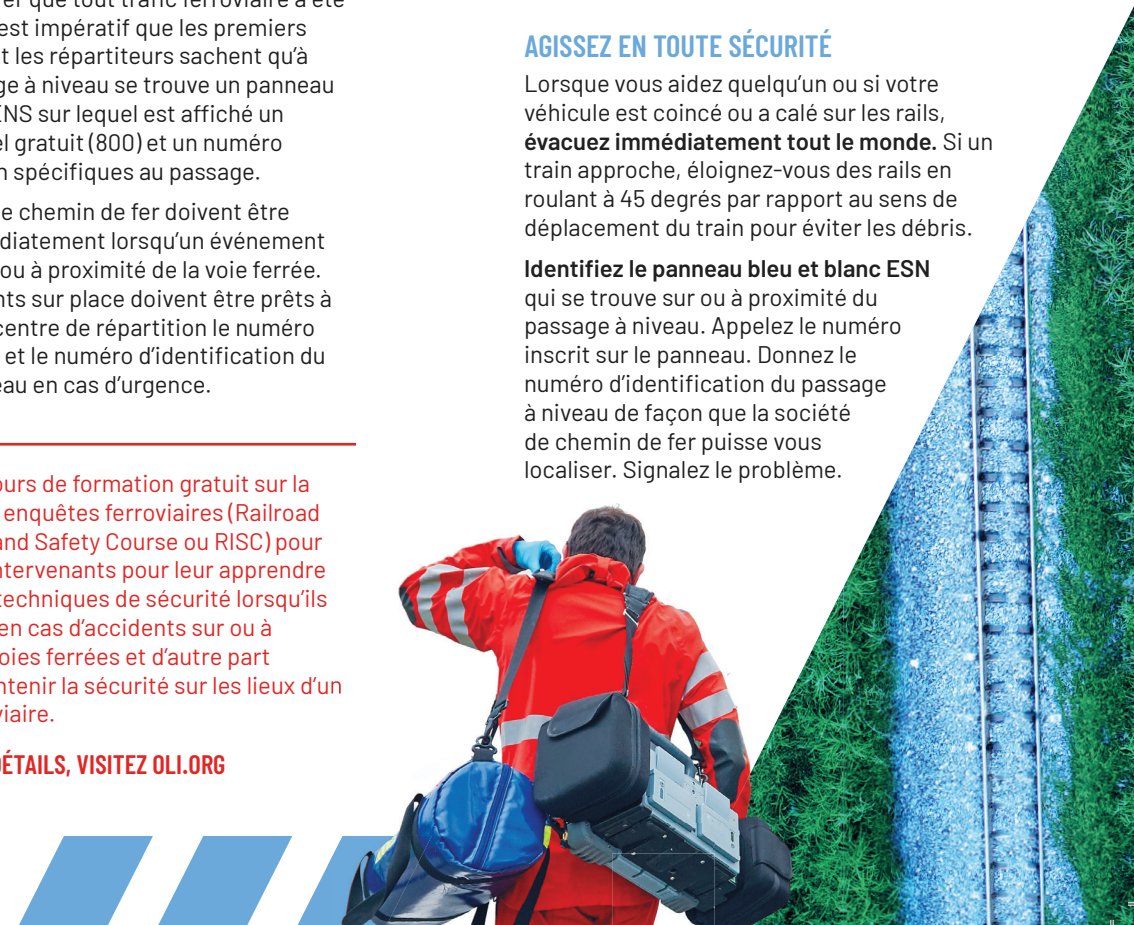 er que tout trafic ferroviaire a été
est impératif que les premiers
t les répartiteurs sachent qu'à
ge à niveau se trouve un panneau
ENS sur lequel est affiché un
el gratuit (800) et un numéro
n spécifiques au passage.
e chemin de fer doivent être
diatement lorsqu'un événement
ou à proximité de la voie ferrée.
nts sur place doivent être prêts à
centre de répartition le numéro
et le numéro d'identification du
eau en cas d'urgence.
ours de formation gratuit sur la
enquêtes ferroviaires (Railroad
and Safety Course ou RISC) pour
ntervenants pour leur apprendre
techniques de sécurité lorsqu'ils
en cas d'accidents sur ou à
oies ferrées et d'autre part
ntenir la sécurité sur les lieux d'un
viaire.
DÉTAILS, VISITEZ OLI.ORG
AGISSEZ EN TOUTE SÉCURITÉ
Lorsque vous aidez quelqu'un ou si votre
véhicule est coincé ou a calé sur les rails,
évacuez immédiatement tout le monde. Si un
train approche, éloignez-vous des rails en
roulant à 45 degrés par rapport au sens de
déplacement du train pour éviter les débris.
Identifiez le panneau bleu et blanc ESN
qui se trouve sur ou à proximité du
passage à niveau. Appelez le numéro
inscrit sur le panneau. Donnez le
numéro d'identification du passage
à niveau de façon que la société
de chemin de fer puisse vous
localiser. Signalez le problème.